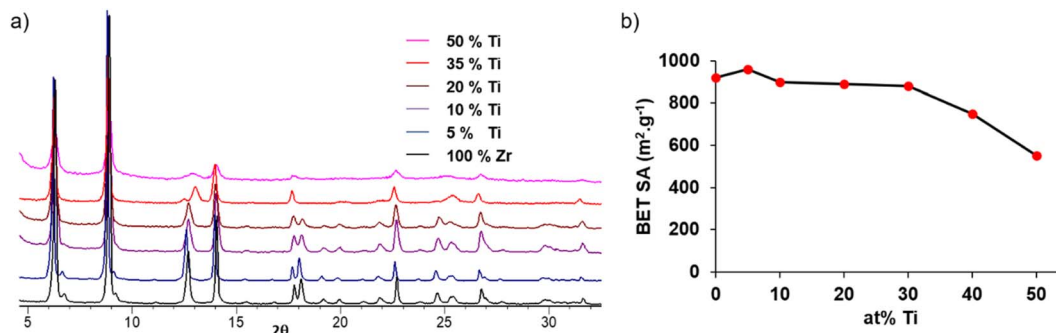 a)
50 % Ti
35 % Ti
20 % Ti
10 % Ti
5 % Ti
100 % Zr
5 10 15 20 25 30
2θ
b)
BET SA (m².g⁻¹)
1000
800
600
400
200
0
0 10 20 30 40 50
at% Ti